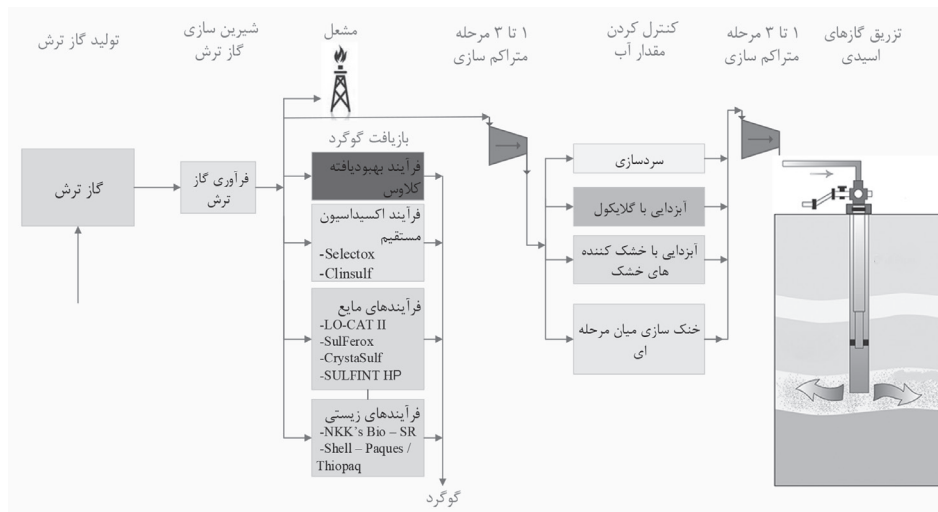 تولید گاز ترش
شیرین سازی
گاز ترش
مشعل
۱ تا ۳ مرحله
متراکم سازی
کنترل کردن
مقدار آب
۱ تا ۳ مرحله
متراکم سازی
تزریق گازهای
اسیدی
گاز ترش
فرآوری گاز
ترش
بازیافت گوگرد
فرآیند بهبودیافته
کلاوس
فرآیند اکسیداسیون
مستقیم
-Selectox
-Clinsulf
فرآیندهای مایع
-LO-CAT II
-SulFerox
-CrystaSulf
-SULFINT HP
فرآیندهای زیستی
-NKK's Bio – SR
-Shell – Paques /
Thiopaq
گوگرد
سردسازی
آبزدایی با گلایکول
آبزدایی با خشک کننده
های خشک
خنک سازی میان مرحله
ای